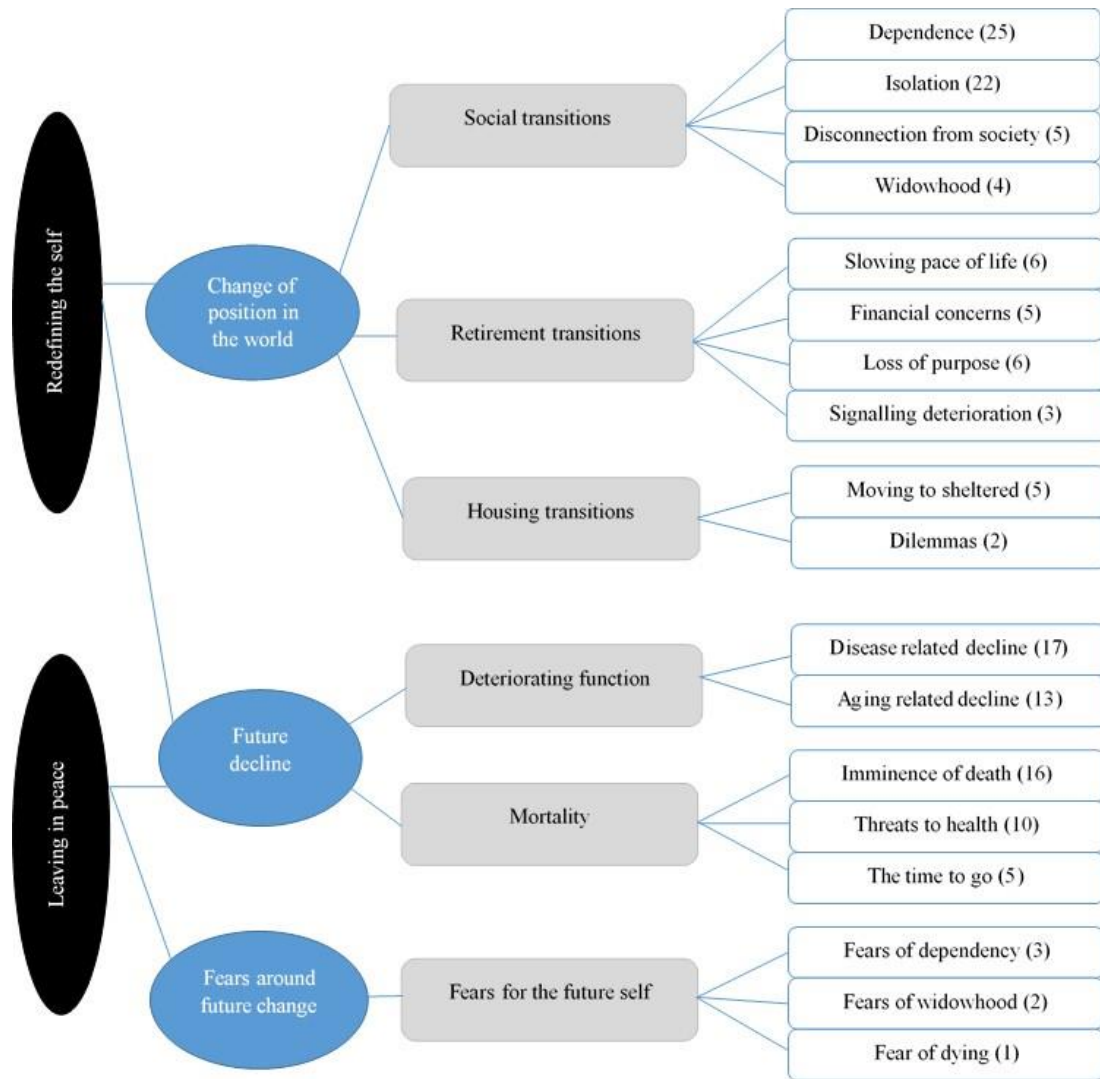 Redefining the self
Change of
position in
the world
Social transitions
Dependence (25)
Isolation (22)
Disconnection from society (5)
Widowhood (4)
Retirement transitions
Slowing pace of life (6)
Financial concerns (5)
Loss of purpose (6)
Signalling deterioration (3)
Housing transitions
Moving to sheltered (5)
Dilemmas (2)
Leaving in peace
Future
decline
Deteriorating function
Disease related decline (17)
Aging related decline (13)
Mortality
Imminence of death (16)
Threats to health (10)
The time to go (5)
Fears around
future change
Fears for the future self
Fears of dependency (3)
Fears of widowhood (2)
Fear of dying (1)